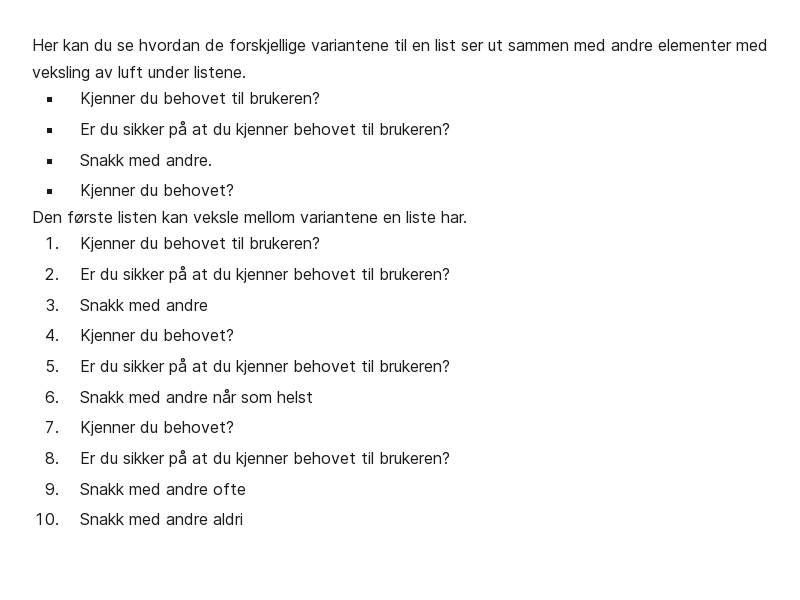 Her kan du se hvordan de forskjellige variantene til en list ser ut sammen med andre elementer med
veksling av luft under listene.
▪ Kjenner du behovet til brukeren?
▪ Er du sikker på at du kjenner behovet til brukeren?
▪ Snakk med andre.
▪ Kjenner du behovet?
Den første listen kan veksle mellom variantene en liste har.
1. Kjenner du behovet til brukeren?
2. Er du sikker på at du kjenner behovet til brukeren?
3. Snakk med andre
4. Kjenner du behovet?
5. Er du sikker på at du kjenner behovet til brukeren?
6. Snakk med andre når som helst
7. Kjenner du behovet?
8. Er du sikker på at du kjenner behovet til brukeren?
9. Snakk med andre ofte
10. Snakk med andre aldri